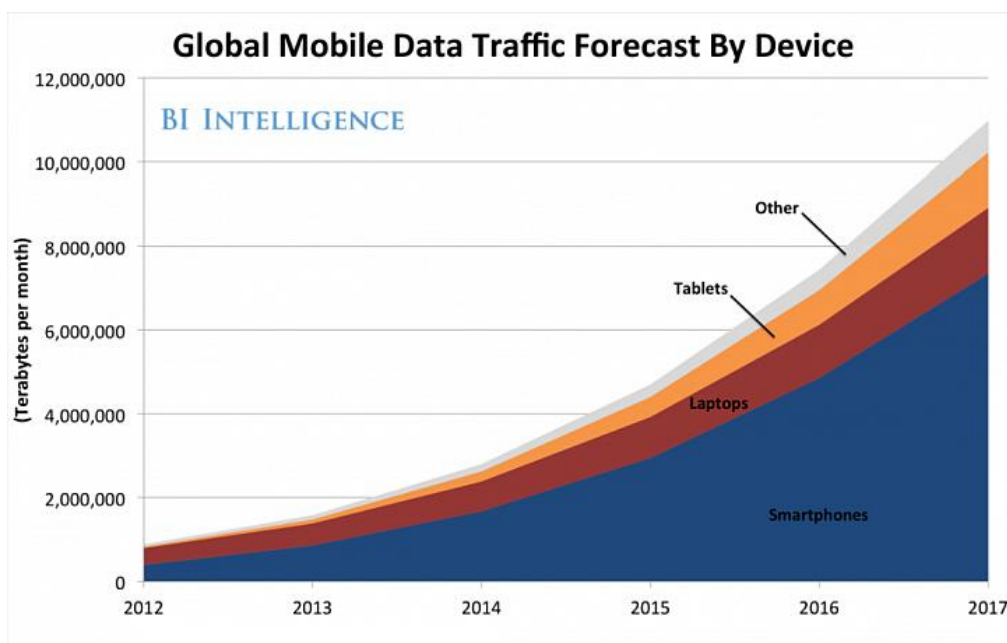 Global Mobile Data Traffic Forecast By Device
12,000,000
BI INTELLIGENCE
10,000,000
Other
8,000,000
Tablets
6,000,000
(Terabytes per month)
4,000,000
Laptops
2,000,000
Smartphones
0
2012 2013 2014 2015 2016 2017